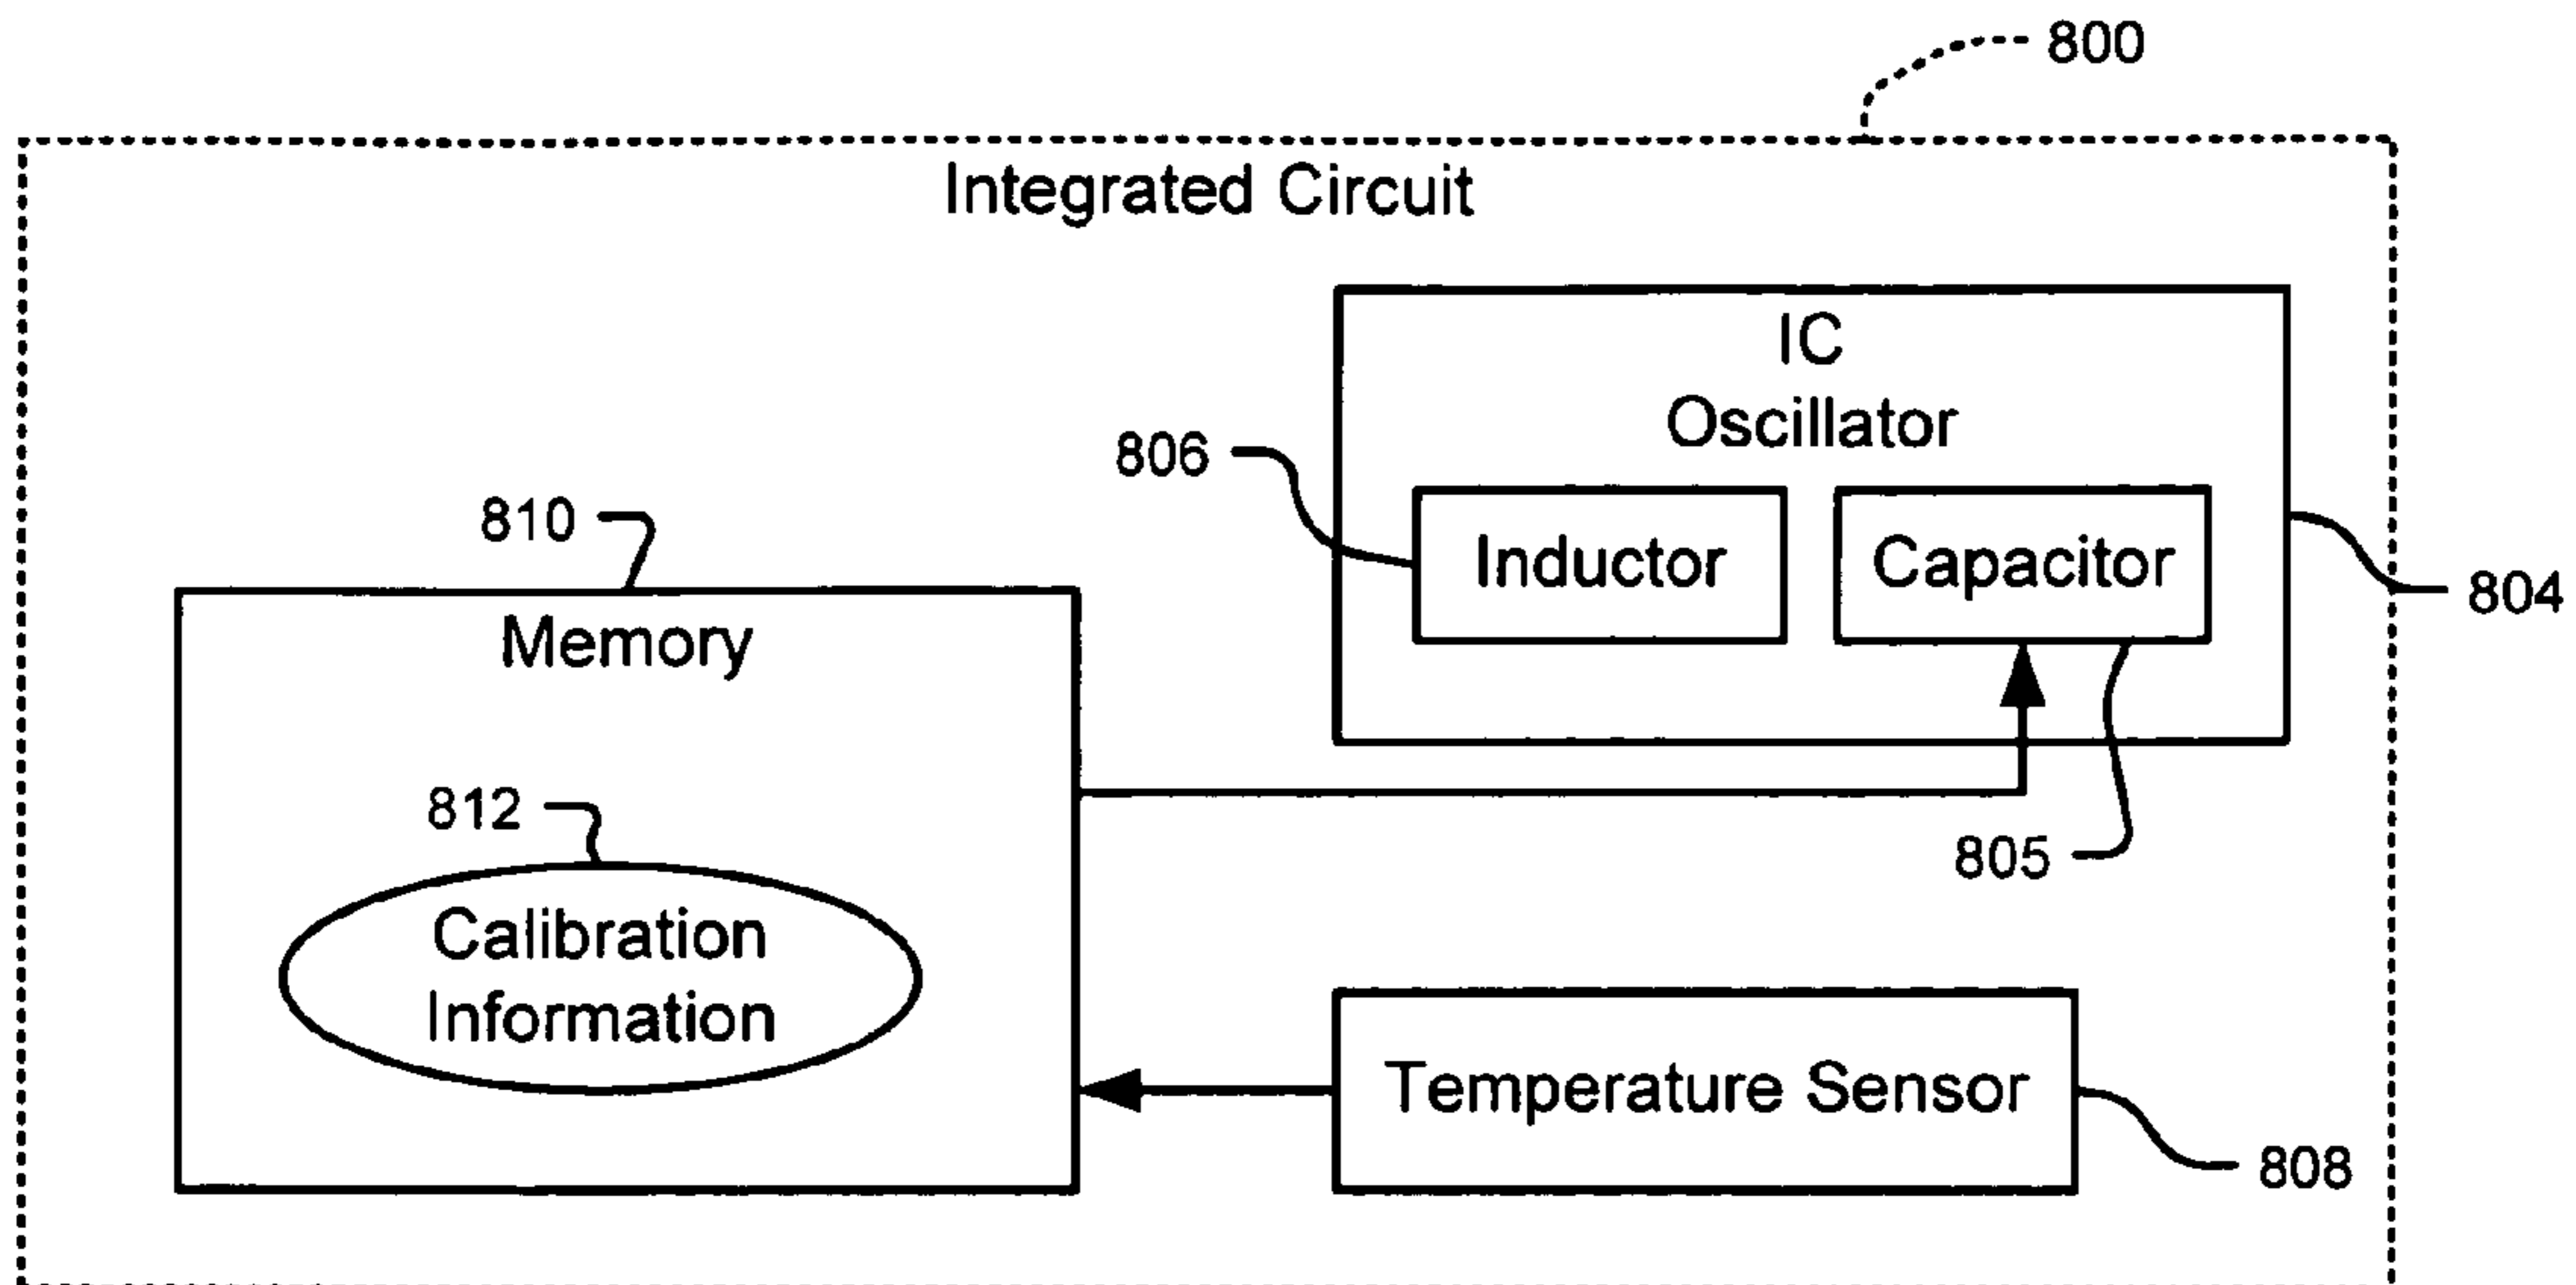 800
Integrated Circuit
IC
Oscillator
806
Inductor
Capacitor
804
810
Memory
812
805
Calibration
Information
Temperature Sensor
808